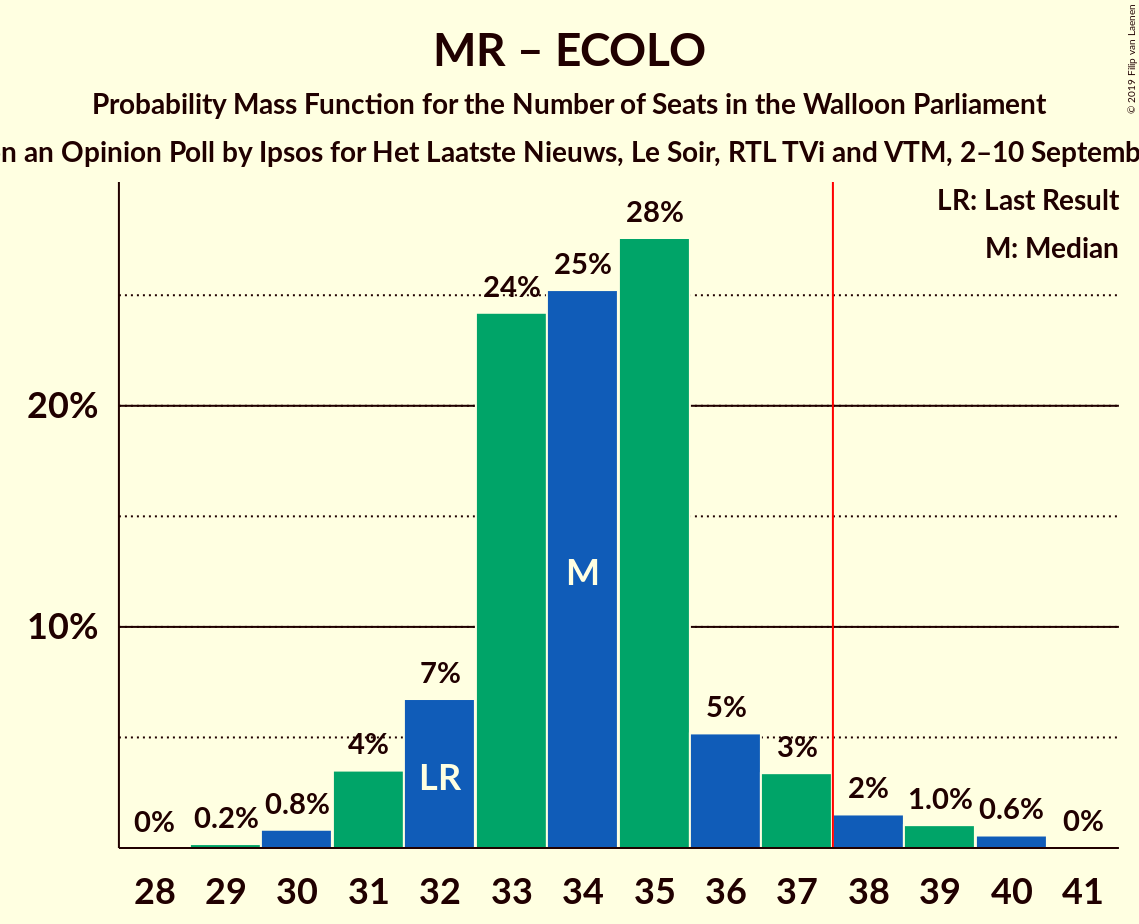 MR – ECOLO
Probability Mass Function for the Number of Seats in the Walloon Parliament
an Opinion Poll by Ipsos for Het Laatste Nieuws, Le Soir, RTL TVi and VTM, 2–10
© 2019 Filip van Laenen
LR: Last Result
M: Median
28%
25%
24%
20%
M
10%
7%
5%
4%
3%
LR
2%
1.0%
0.8%
0.6%
0.2%
0%
0%
28 29 30 31 32 33 34 35 36 37 38 39 40 41